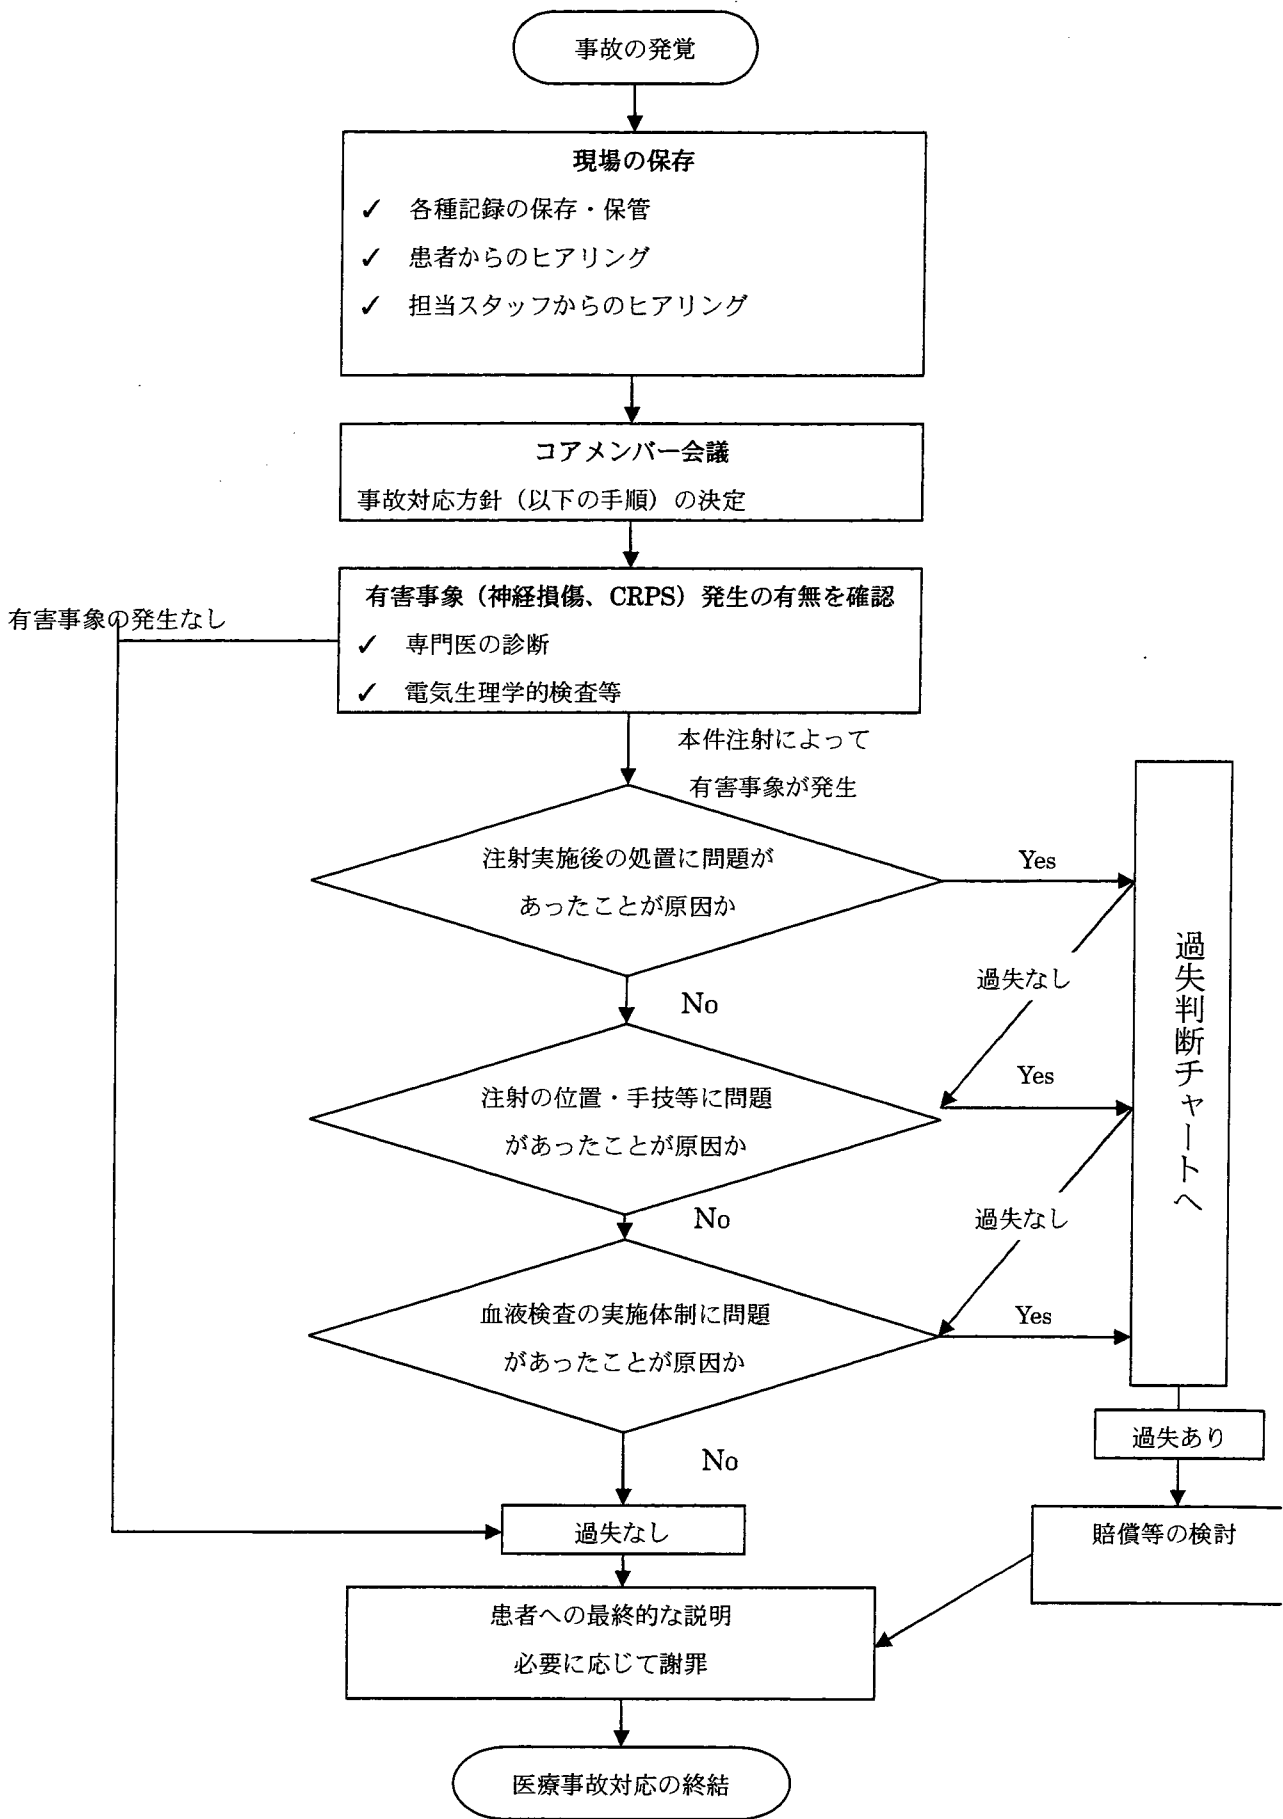 事故の発覚
現場の保存
✓ 各種記録の保存・保管
✓ 患者からのヒアリング
✓ 担当スタッフからのヒアリング
コアメンバー会議
事故対応方針（以下の手順）の決定
有害事象（神経損傷、CRPS）発生の有無を確認
✓ 専門医の診断
✓ 電気生理学的検査等
有害事象の発生なし
本件注射によって
有害事象が発生
注射実施後の処置に問題が
あったことが原因か
Yes
過失なし
No
注射の位置・手技等に問題
があったことが原因か
Yes
過失なし
No
血液検査の実施体制に問題
があったことが原因か
Yes
No
過失判断チャートへ
過失あり
賠償等の検討
過失なし
患者への最終的な説明
必要に応じて謝罪
医療事故対応の終結